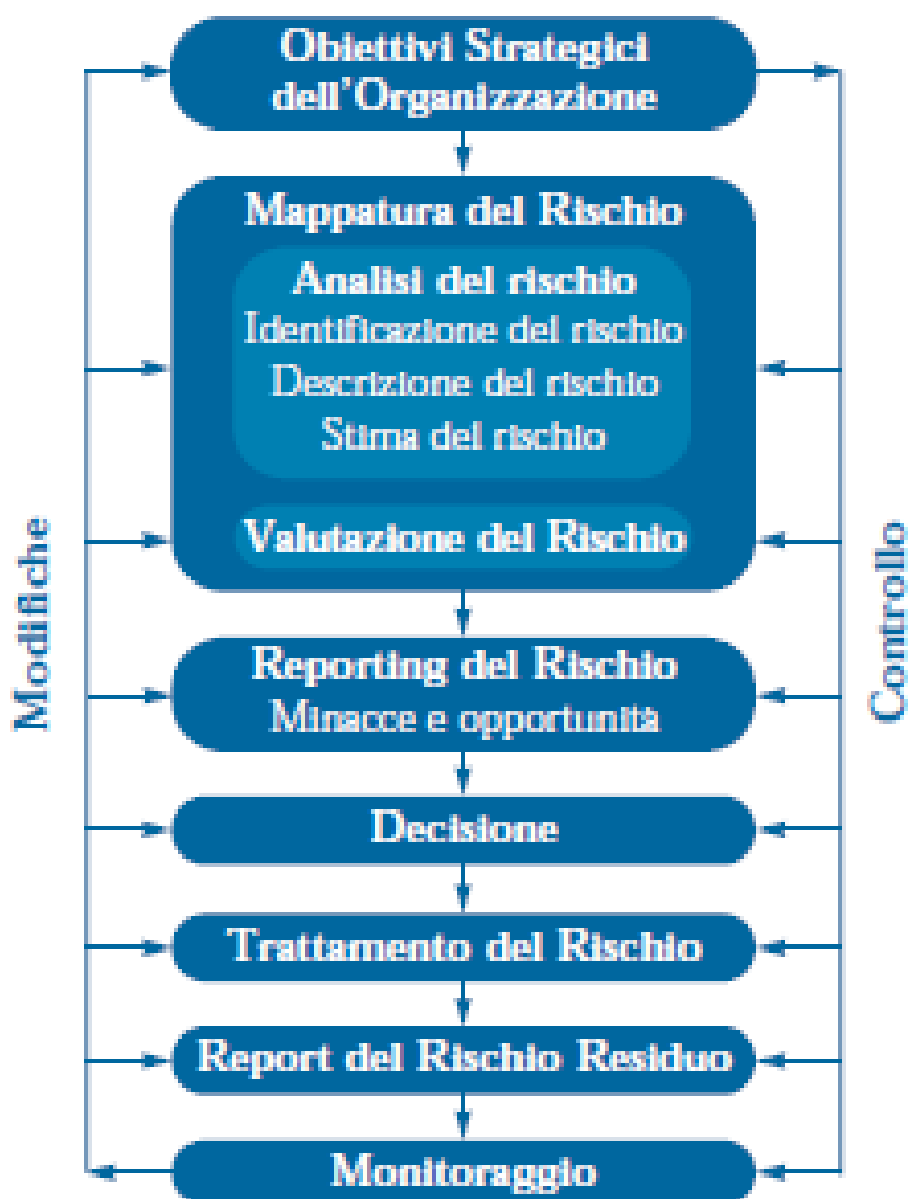 Obiettivi Strategici
dell'Organizzazione
Mappatura del Rischio
Analisi del rischio
Identificazione del rischio
Descrizione del rischio
Stima del rischio
Valutazione del Rischio
Reporting del Rischio
Minacce e opportunità
Decisione
Trattamento del Rischio
Report del Rischio Residuo
Monitoraggio
Modifiche
Controllo